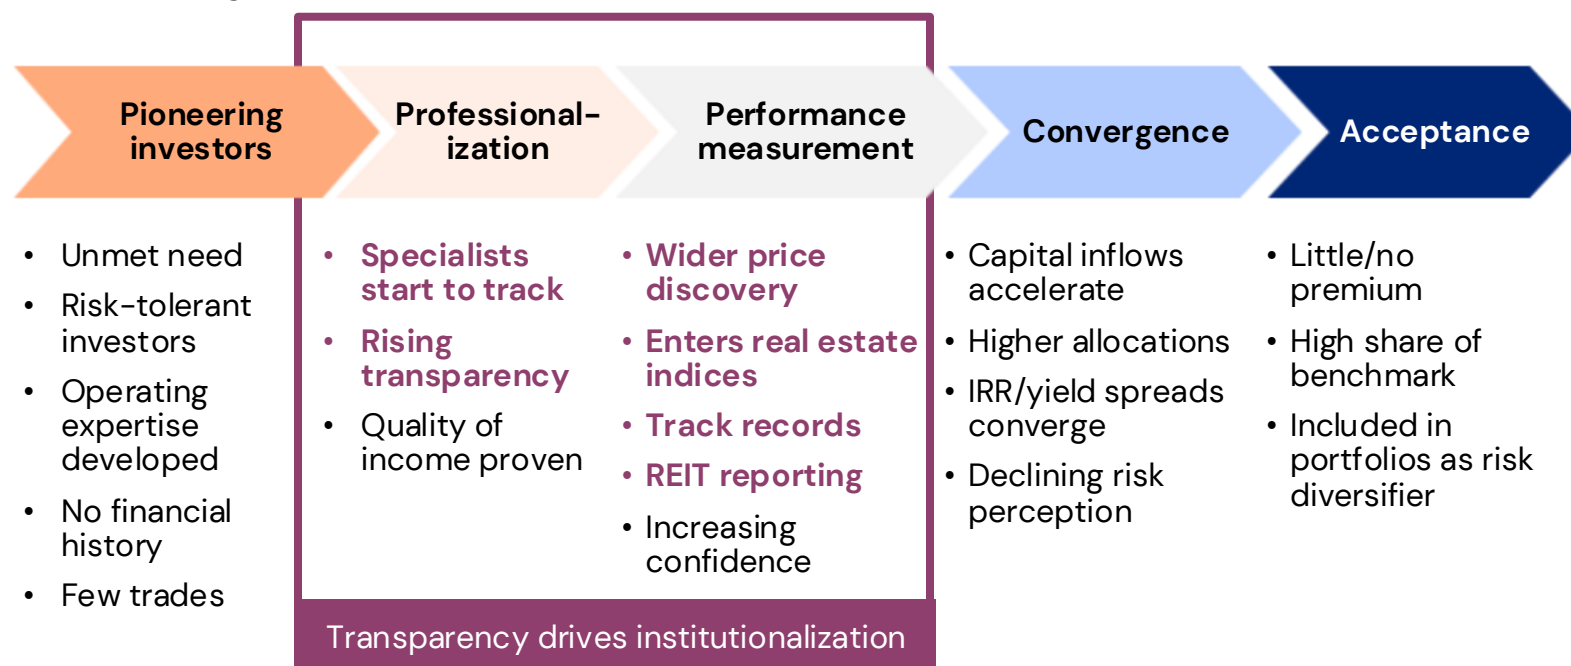 Pioneering
investors
Professional-
ization
Performance
measurement
Convergence
Acceptance
• Unmet need
• Risk-tolerant
investors
• Operating
expertise
developed
• No financial
history
• Few trades
• Specialists
start to track
• Rising
transparency
• Quality of
income proven
• Wider price
discovery
• Enters real estate
indices
• Track records
• REIT reporting
• Increasing
confidence
• Capital inflows
accelerate
• Higher allocations
• IRR/yield spreads
converge
• Declining risk
perception
• Little/no
premium
• High share of
benchmark
• Included in
portfolios as risk
diversifier
Transparency drives institutionalization